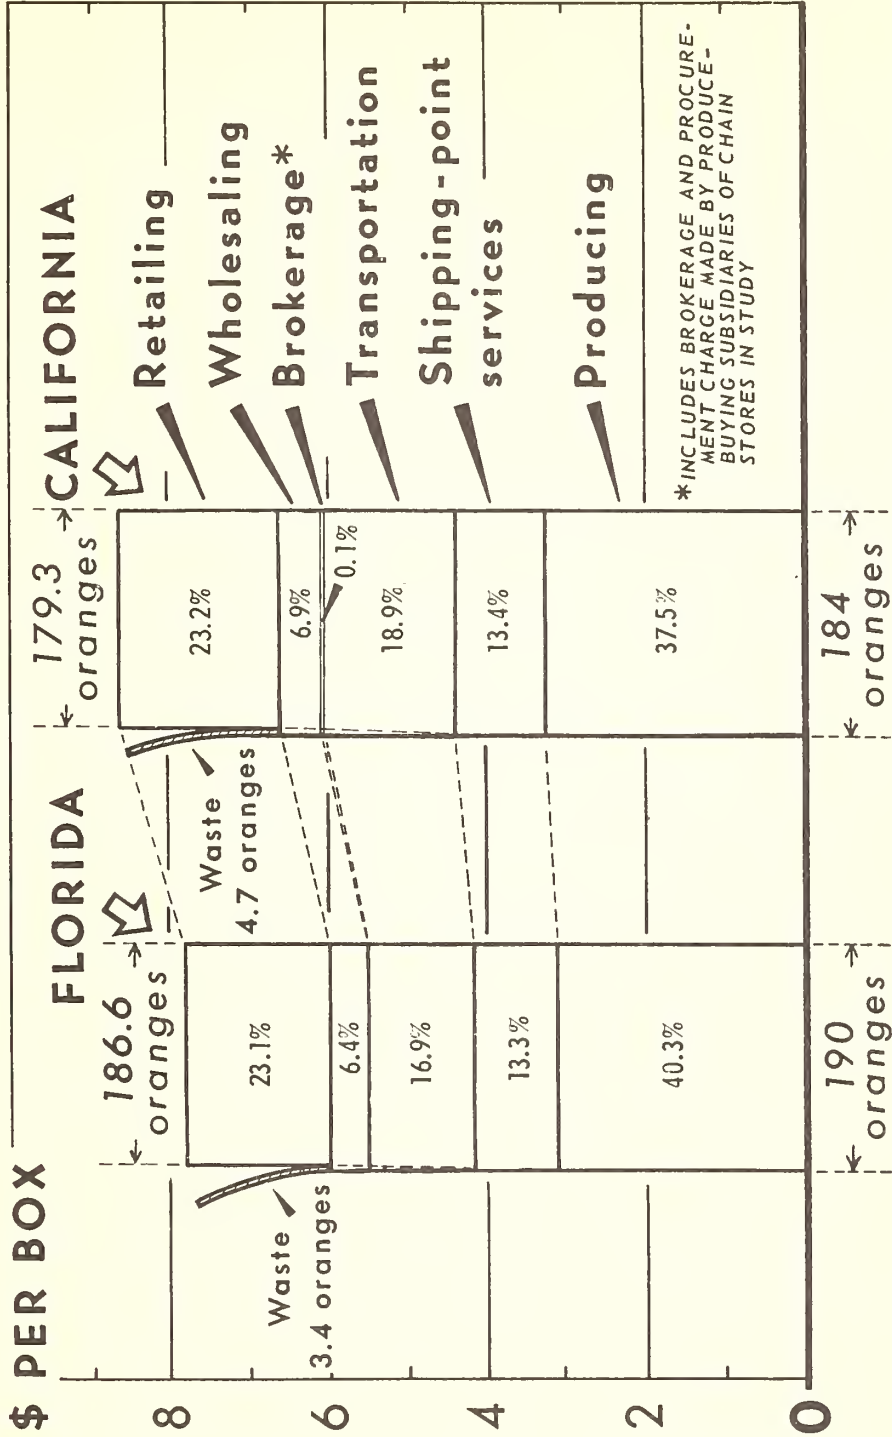 $ PER BOX
FLORIDA
CALIFORNIA
8
6
4
2
0
186.6
oranges
23.1%
6.4%
16.9%
13.3%
40.3%
190
oranges
Waste
3.4 oranges
179.3
oranges
23.2%
6.9%
0.1%
18.9%
13.4%
37.5%
184
oranges
Waste
4.7 oranges
Retailing
Wholesaling
Brokerage*
Transportation
Shipping-point
services
Producing
*INCLUDES BROKERAGE AND PROCURE-
MENT CHARGE MADE BY PRODUCE-
BUYING SUBSIDIARIES OF CHAIN
STORES IN STUDY